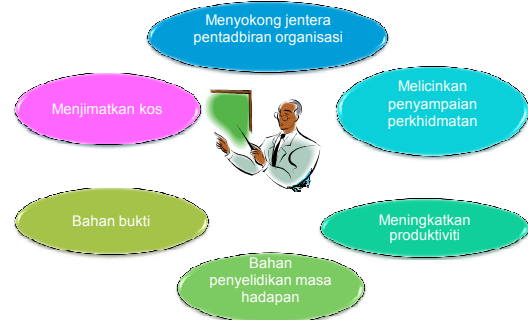 Menyokong jentera
pentadbiran organisasi
Melicinkan
penyampaian
perkhidmatan
Meningkatkan
produktiviti
Bahan
penyelidikan masa
hadapan
Bahan bukti
Menjimatkan kos